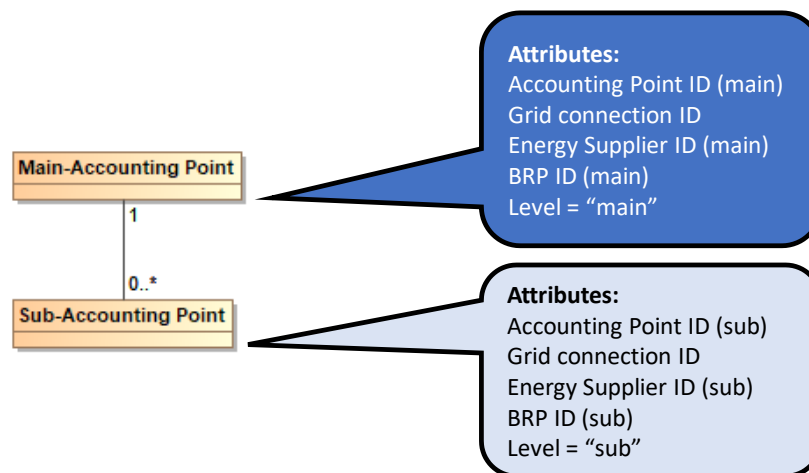 Main-Accounting Point
1
0..*
Sub-Accounting Point
Attributes:
Accounting Point ID (main)
Grid connection ID
Energy Supplier ID (main)
BRP ID (main)
Level = “main”
Attributes:
Accounting Point ID (sub)
Grid connection ID
Energy Supplier ID (sub)
BRP ID (sub)
Level = “sub”